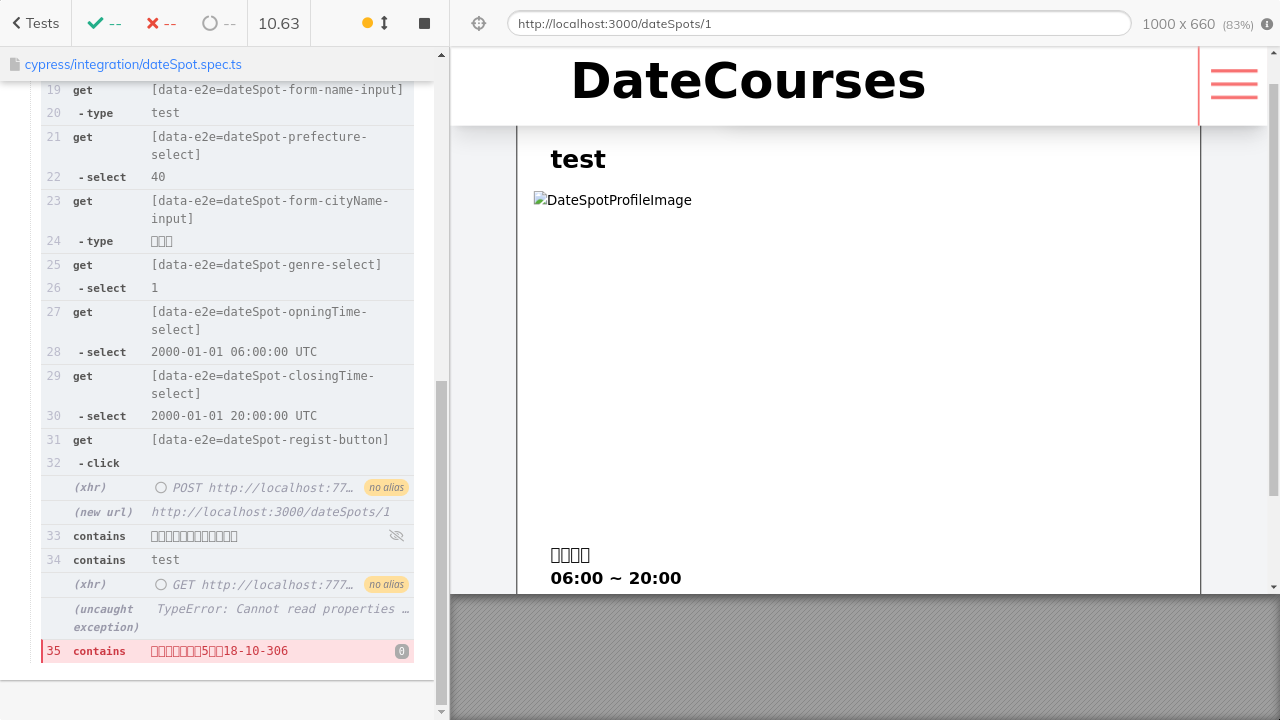 Tests
--
--
--
10.63
http://localhost:3000/dateSpots/1
1000 x 660 (83%)
cypress/integration/dateSpot.spec.ts
19 get [data-e2e=dateSpot-form-name-input]
20 -type test
21 get [data-e2e=dateSpot-prefecture-
select]
22 -select 40
23 get [data-e2e=dateSpot-form-cityName-
input]
24 -type
25 get [data-e2e=dateSpot-genre-select]
26 -select 1
27 get [data-e2e=dateSpot-opningTime-
select]
28 -select 2000-01-01 06:00:00 UTC
29 get [data-e2e=dateSpot-closingTime-
select]
30 -select 2000-01-01 20:00:00 UTC
31 get [data-e2e=dateSpot-regist-button]
32 -click
(xhr) POST http://localhost:77… no alias
(new url) http://localhost:3000/dateSpots/1
33 contains
34 contains test
(xhr) GET http://localhost:777… no alias
(uncaught TypeError: Cannot read properties …
exception)
35 contains 5 18-10-306 0
DateCourses
test
DateSpotProfileImage
06:00 ~ 20:00